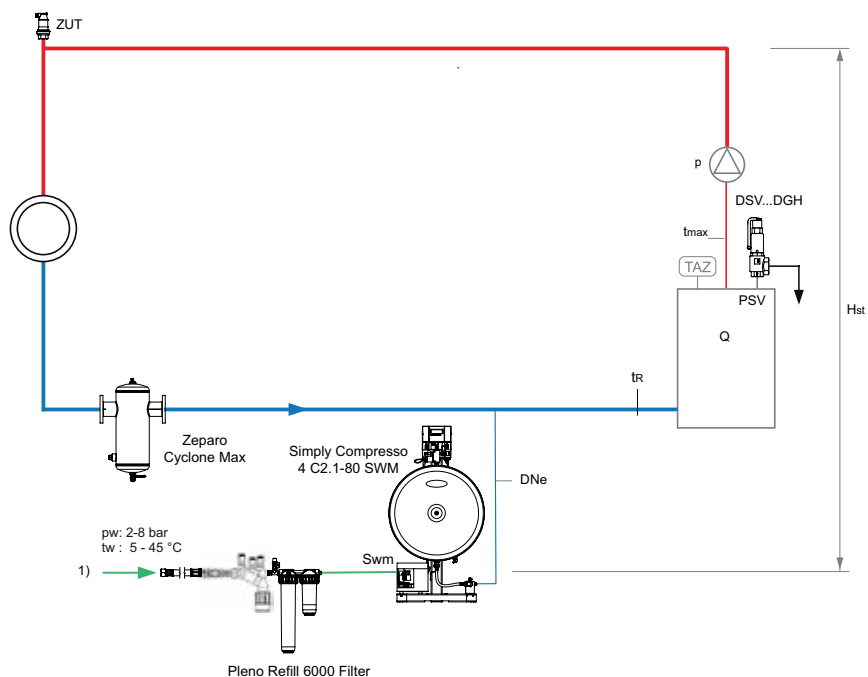 ZUT
p
DSV...DGH
tmax
TAZ
PSV
Hst
Q
tR
Zeparo
Cyclone Max
Simply Compresso
4 C2.1-80 SWM
DNe
pw: 2-8 bar
tw : 5 - 45 °C
Swm
1)
Pleno Refill 6000 Filter